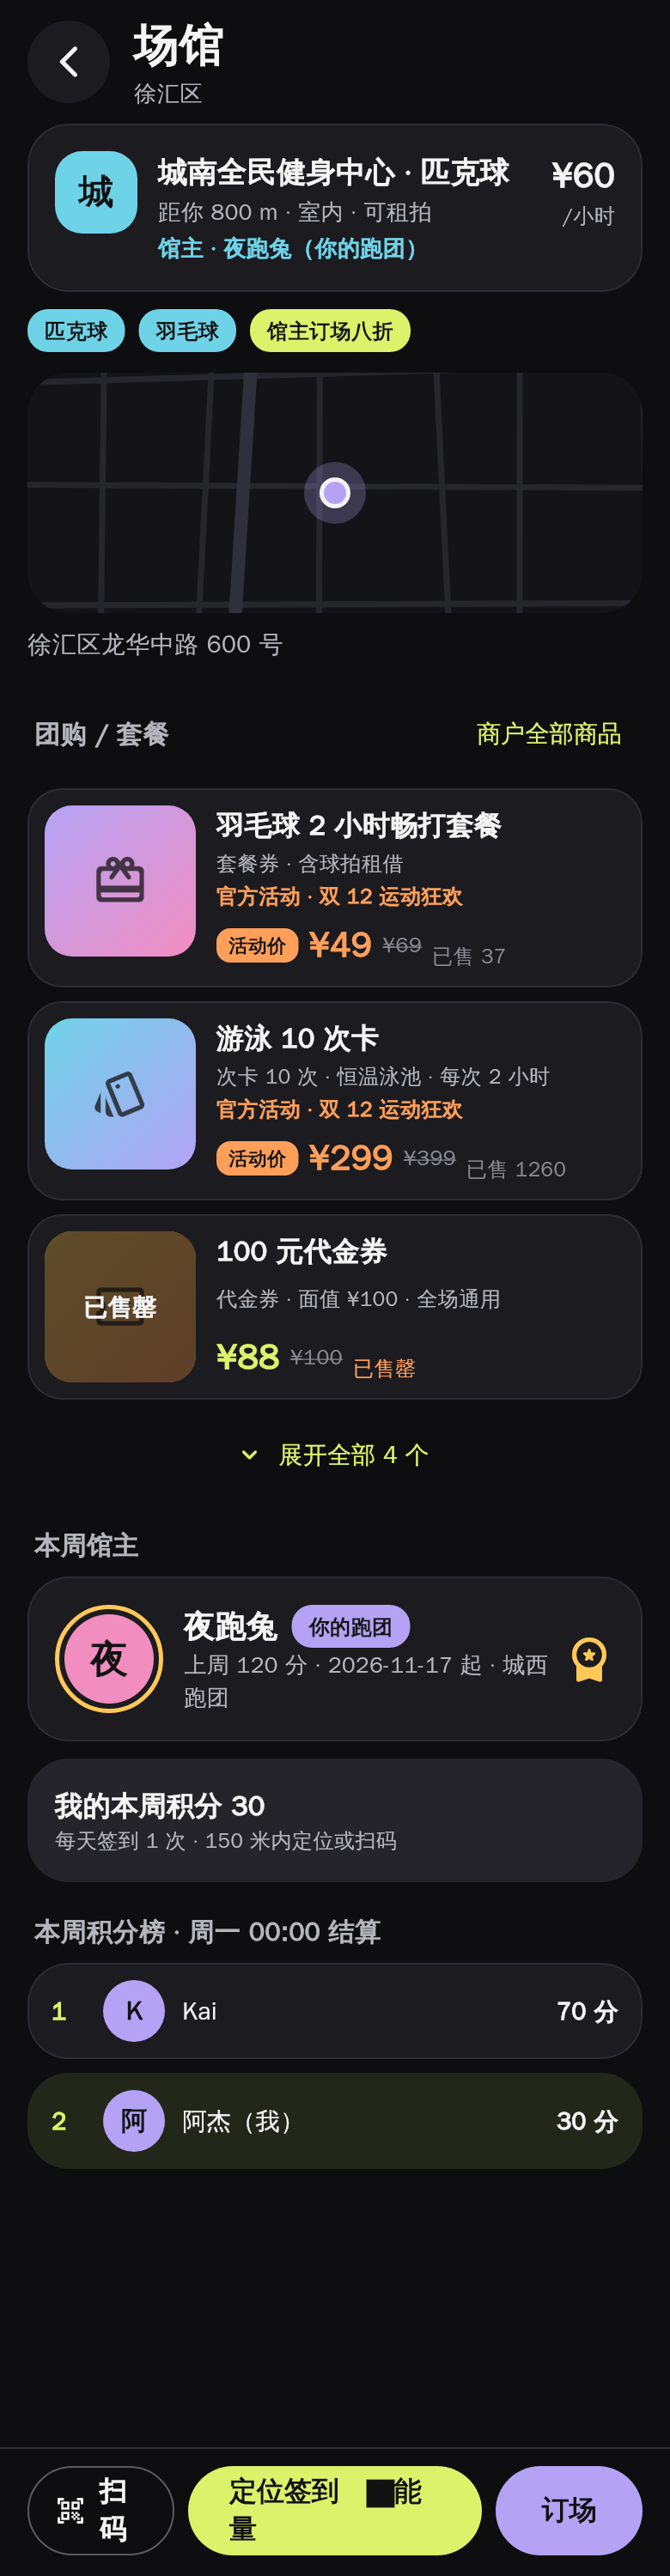 场馆
徐汇区
城
城南全民健身中心 · 匹克球
¥60
距你 800 m · 室内 · 可租拍
/小时
馆主 · 夜跑兔（你的跑团）
匹克球
羽毛球
馆主订场八折
徐汇区龙华中路 600 号
团购 / 套餐
商户全部商品
羽毛球 2 小时畅打套餐
套餐券 · 含球拍租借
官方活动 · 双 12 运动狂欢
活动价 ¥49 ¥69 已售 37
游泳 10 次卡
次卡 10 次 · 恒温泳池 · 每次 2 小时
官方活动 · 双 12 运动狂欢
活动价 ¥299 ¥399 已售 1260
已售罄
100 元代金券
代金券 · 面值 ¥100 · 全场通用
¥88 ¥100 已售罄
展开全部 4 个
本周馆主
夜
夜跑兔 你的跑团
上周 120 分 · 2026-11-17 起 · 城西
跑团
我的本周积分 30
每天签到 1 次 · 150 米内定位或扫码
本周积分榜 · 周一 00:00 结算
1 K Kai 70 分
2 阿 阿杰（我） 30 分
扫
码
定位签到 能
量
订场